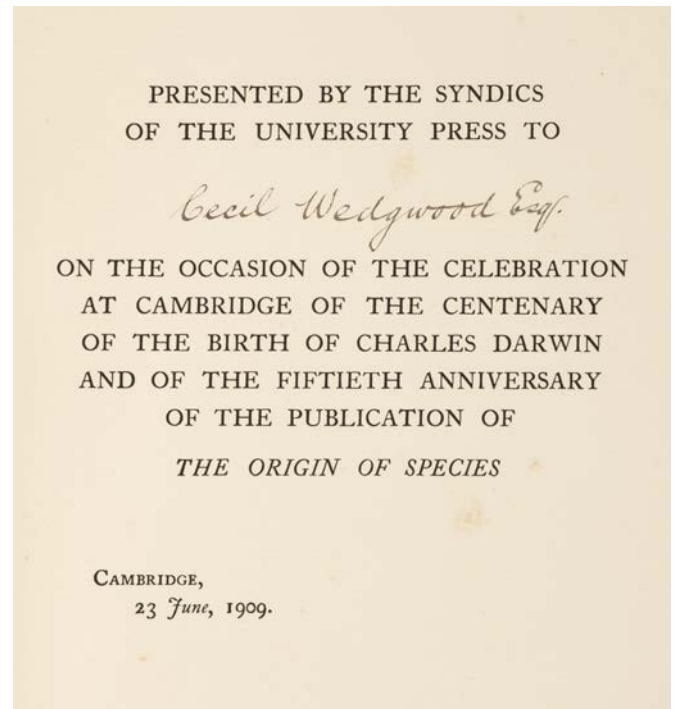 PRESENTED BY THE SYNDICS
OF THE UNIVERSITY PRESS TO
Cecil Wedgwood Esq.
ON THE OCCASION OF THE CELEBRATION
AT CAMBRIDGE OF THE CENTENARY
OF THE BIRTH OF CHARLES DARWIN
AND OF THE FIFTIETH ANNIVERSARY
OF THE PUBLICATION OF
THE ORIGIN OF SPECIES
CAMBRIDGE,
23 June, 1909.